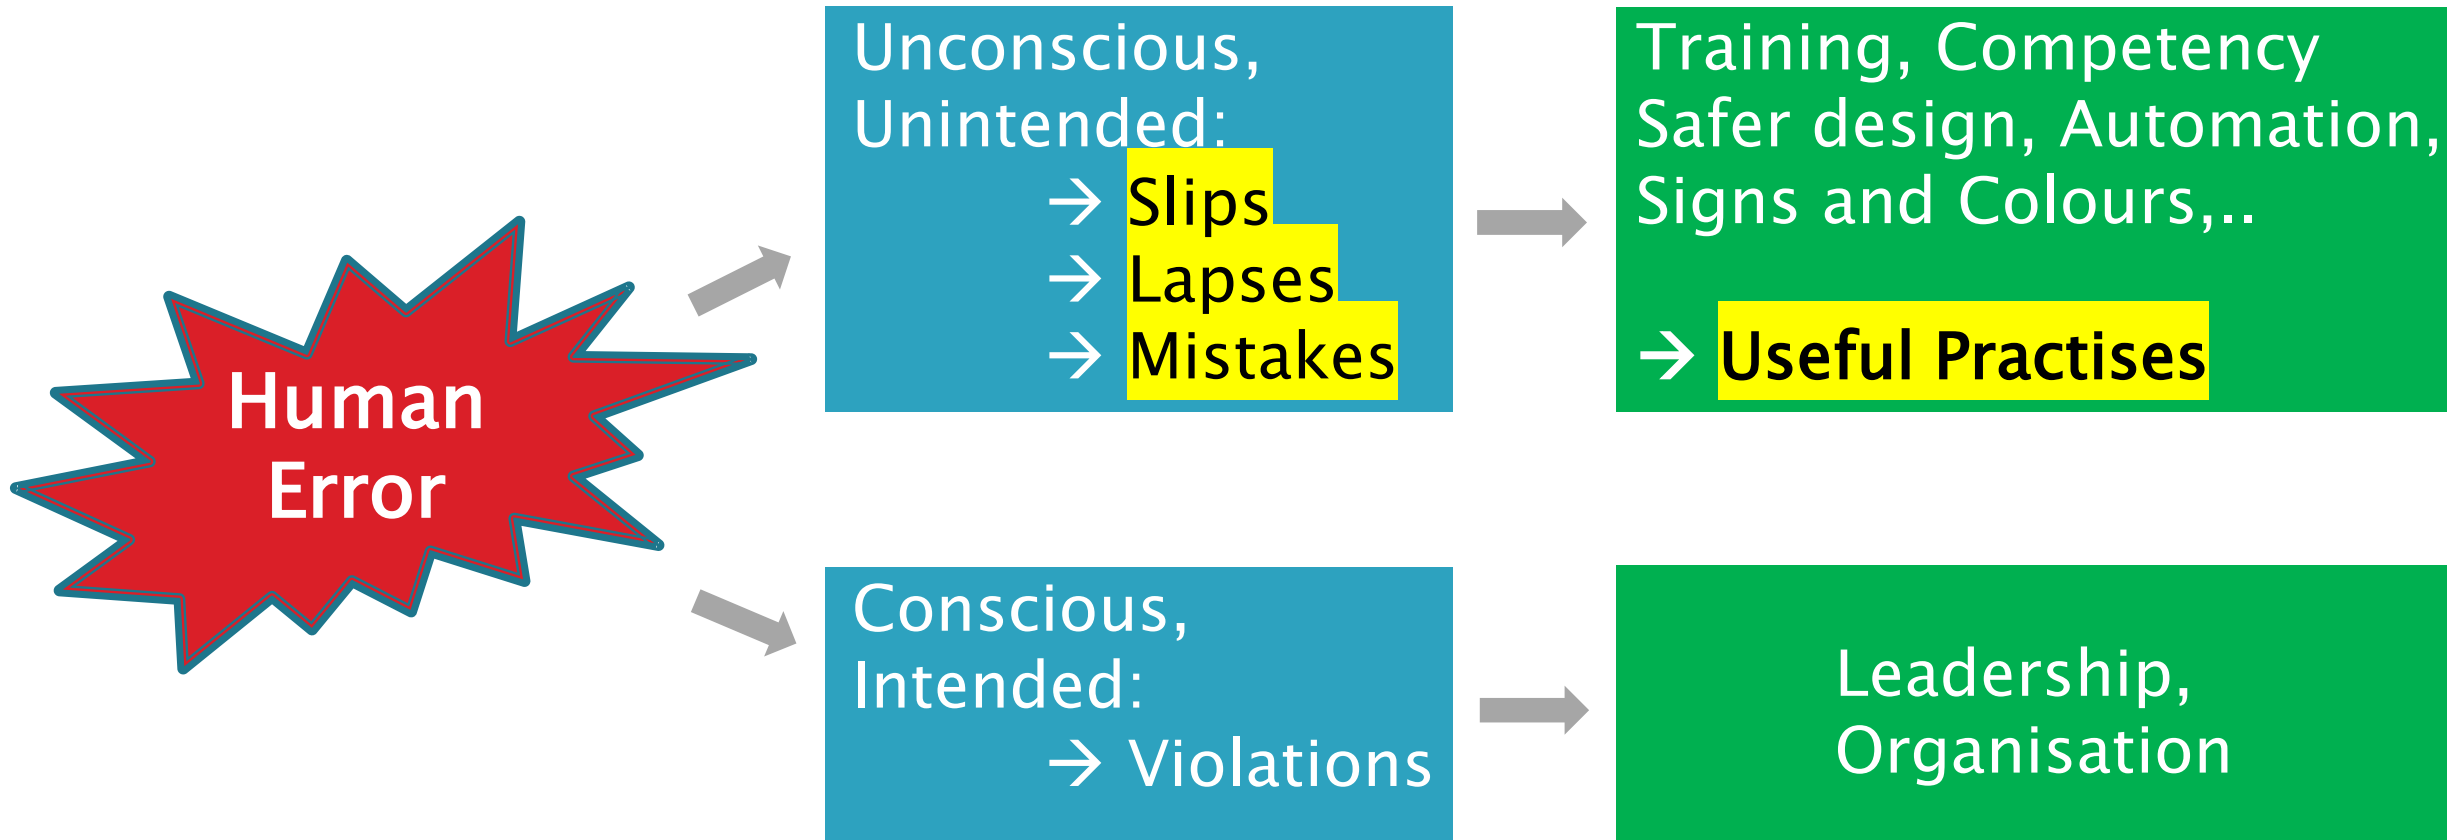 Human
Error
Unconscious,
Unintended:
→ Slips
→ Lapses
→ Mistakes
Training, Competency
Safer design, Automation,
Signs and Colours,..
→ Useful Practises
Conscious,
Intended:
→ Violations
Leadership,
Organisation